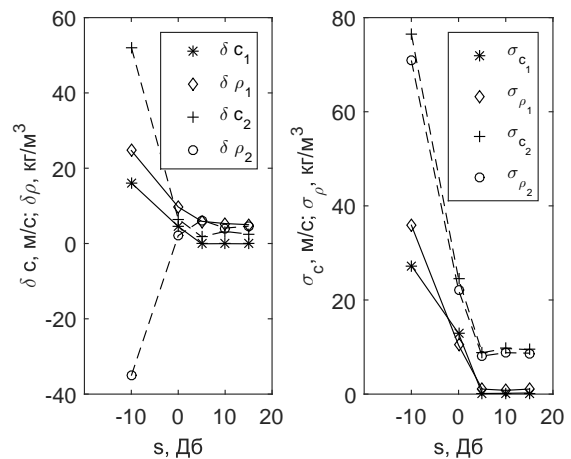 60
40
20
0
-20
-40
-10 0 10 20
s, Дб
δ c, м/с; δρ, кг/м³
δ c₁
δ ρ₁
δ c₂
δ ρ₂
80
60
40
20
0
-10 0 10 20
s, Дб
σ_c, м/с; σ_ρ, кг/м³
σ_c₁
σ_ρ₁
σ_c₂
σ_ρ₂